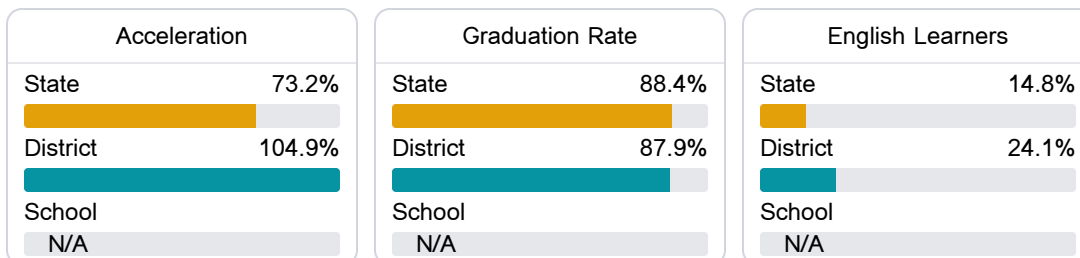 Acceleration
State 73.2%
District 104.9%
School
N/A
Graduation Rate
State 88.4%
District 87.9%
School
N/A
English Learners
State 14.8%
District 24.1%
School
N/A